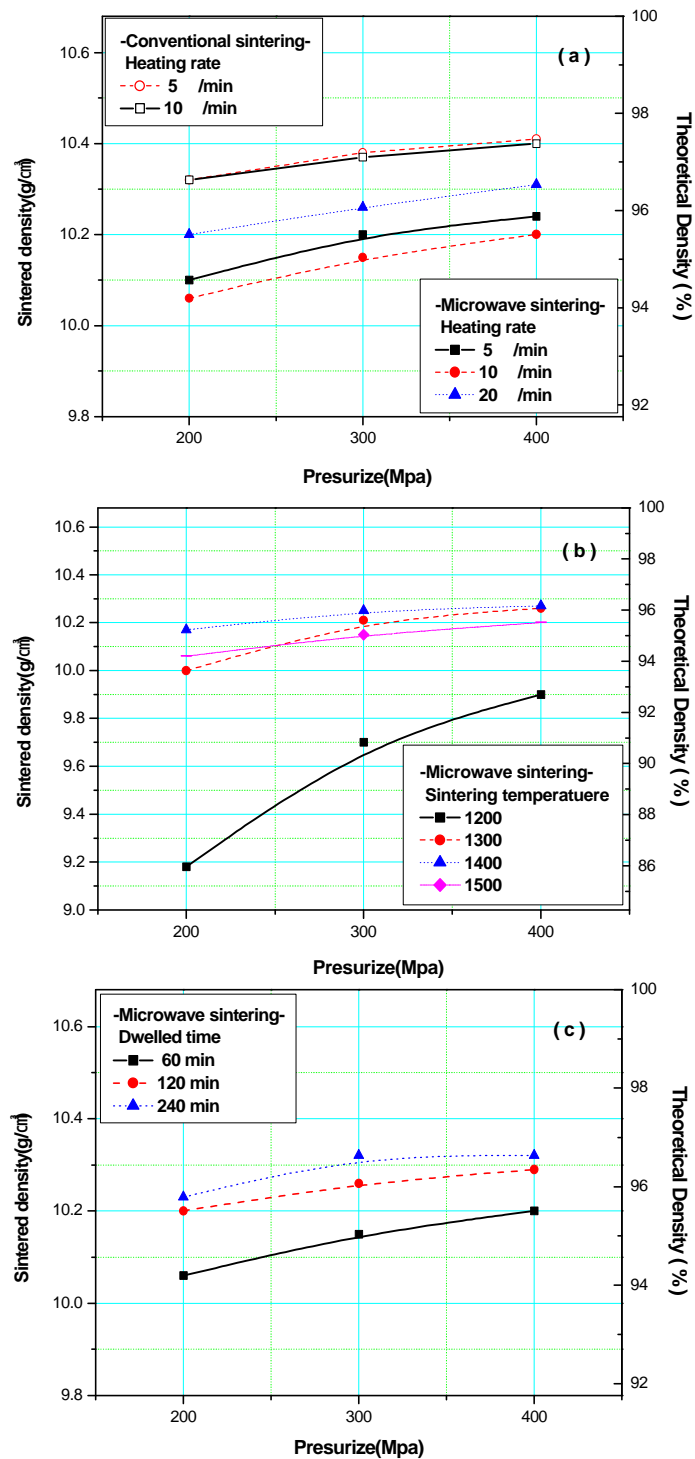 -Conventional sintering-
Heating rate
5 /min
10 /min
(a)
10.6
10.4
10.2
10.0
9.8
Sintered density(g/㎤)
100
98
96
94
92
Theoretical Density ( %)
-Microwave sintering-
Heating rate
5 /min
10 /min
20 /min
200
300
400
Presurize(Mpa)
(b)
10.6
10.4
10.2
10.0
9.8
9.6
9.4
9.2
9.0
Sintered density(g/㎤)
100
98
96
94
92
90
88
86
Theoretical Density ( %)
-Microwave sintering-
Sintering temperatuere
1200
1300
1400
1500
200
300
400
Presurize(Mpa)
-Microwave sintering-
Dwelled time
60 min
120 min
240 min
(c)
10.6
10.4
10.2
10.0
9.8
Sintered density(g/㎤)
100
98
96
94
92
Theoretical Density ( %)
200
300
400
Presurize(Mpa)